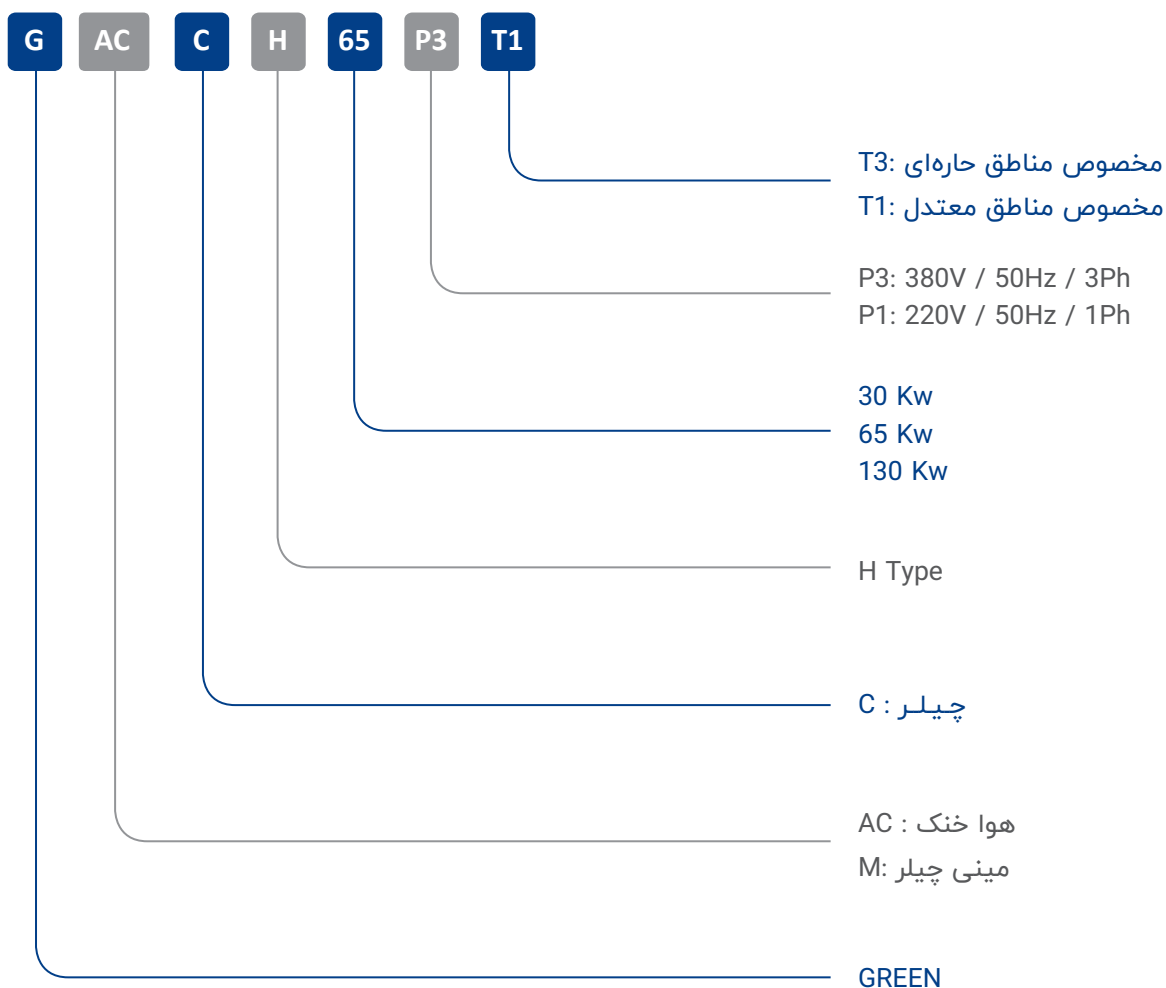 G AC C H 65 P3 T1
مخصوص مناطق حاره‌ای :T3
مخصوص مناطق معتدل :T1
P3: 380V / 50Hz / 3Ph
P1: 220V / 50Hz / 1Ph
30 Kw
65 Kw
130 Kw
H Type
چـیـلـر : C
هوا خنک : AC
مینی چیلر :M
GREEN